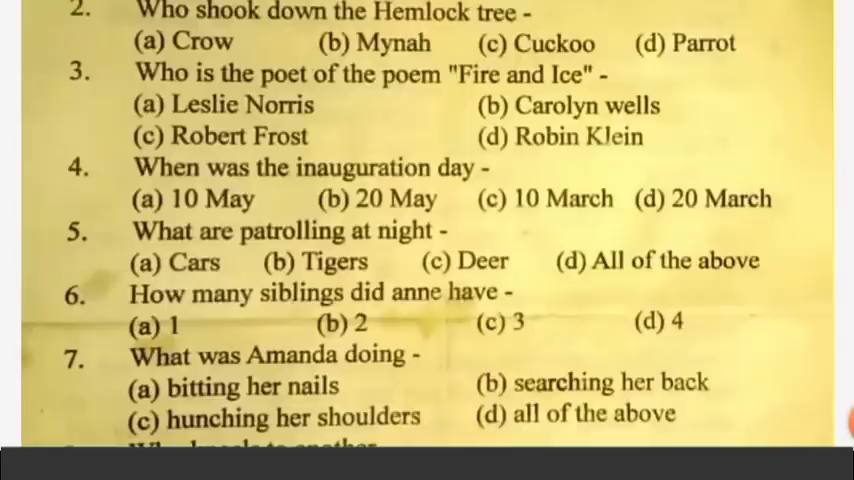 2. Who shook down the Hemlock tree -
(a) Crow (b) Mynah (c) Cuckoo (d) Parrot
3. Who is the poet of the poem "Fire and Ice" -
(a) Leslie Norris (b) Carolyn wells
(c) Robert Frost (d) Robin Klein
4. When was the inauguration day -
(a) 10 May (b) 20 May (c) 10 March (d) 20 March
5. What are patrolling at night -
(a) Cars (b) Tigers (c) Deer (d) All of the above
6. How many siblings did anne have -
(a) 1 (b) 2 (c) 3 (d) 4
7. What was Amanda doing -
(a) bitting her nails (b) searching her back
(c) hunching her shoulders (d) all of the above